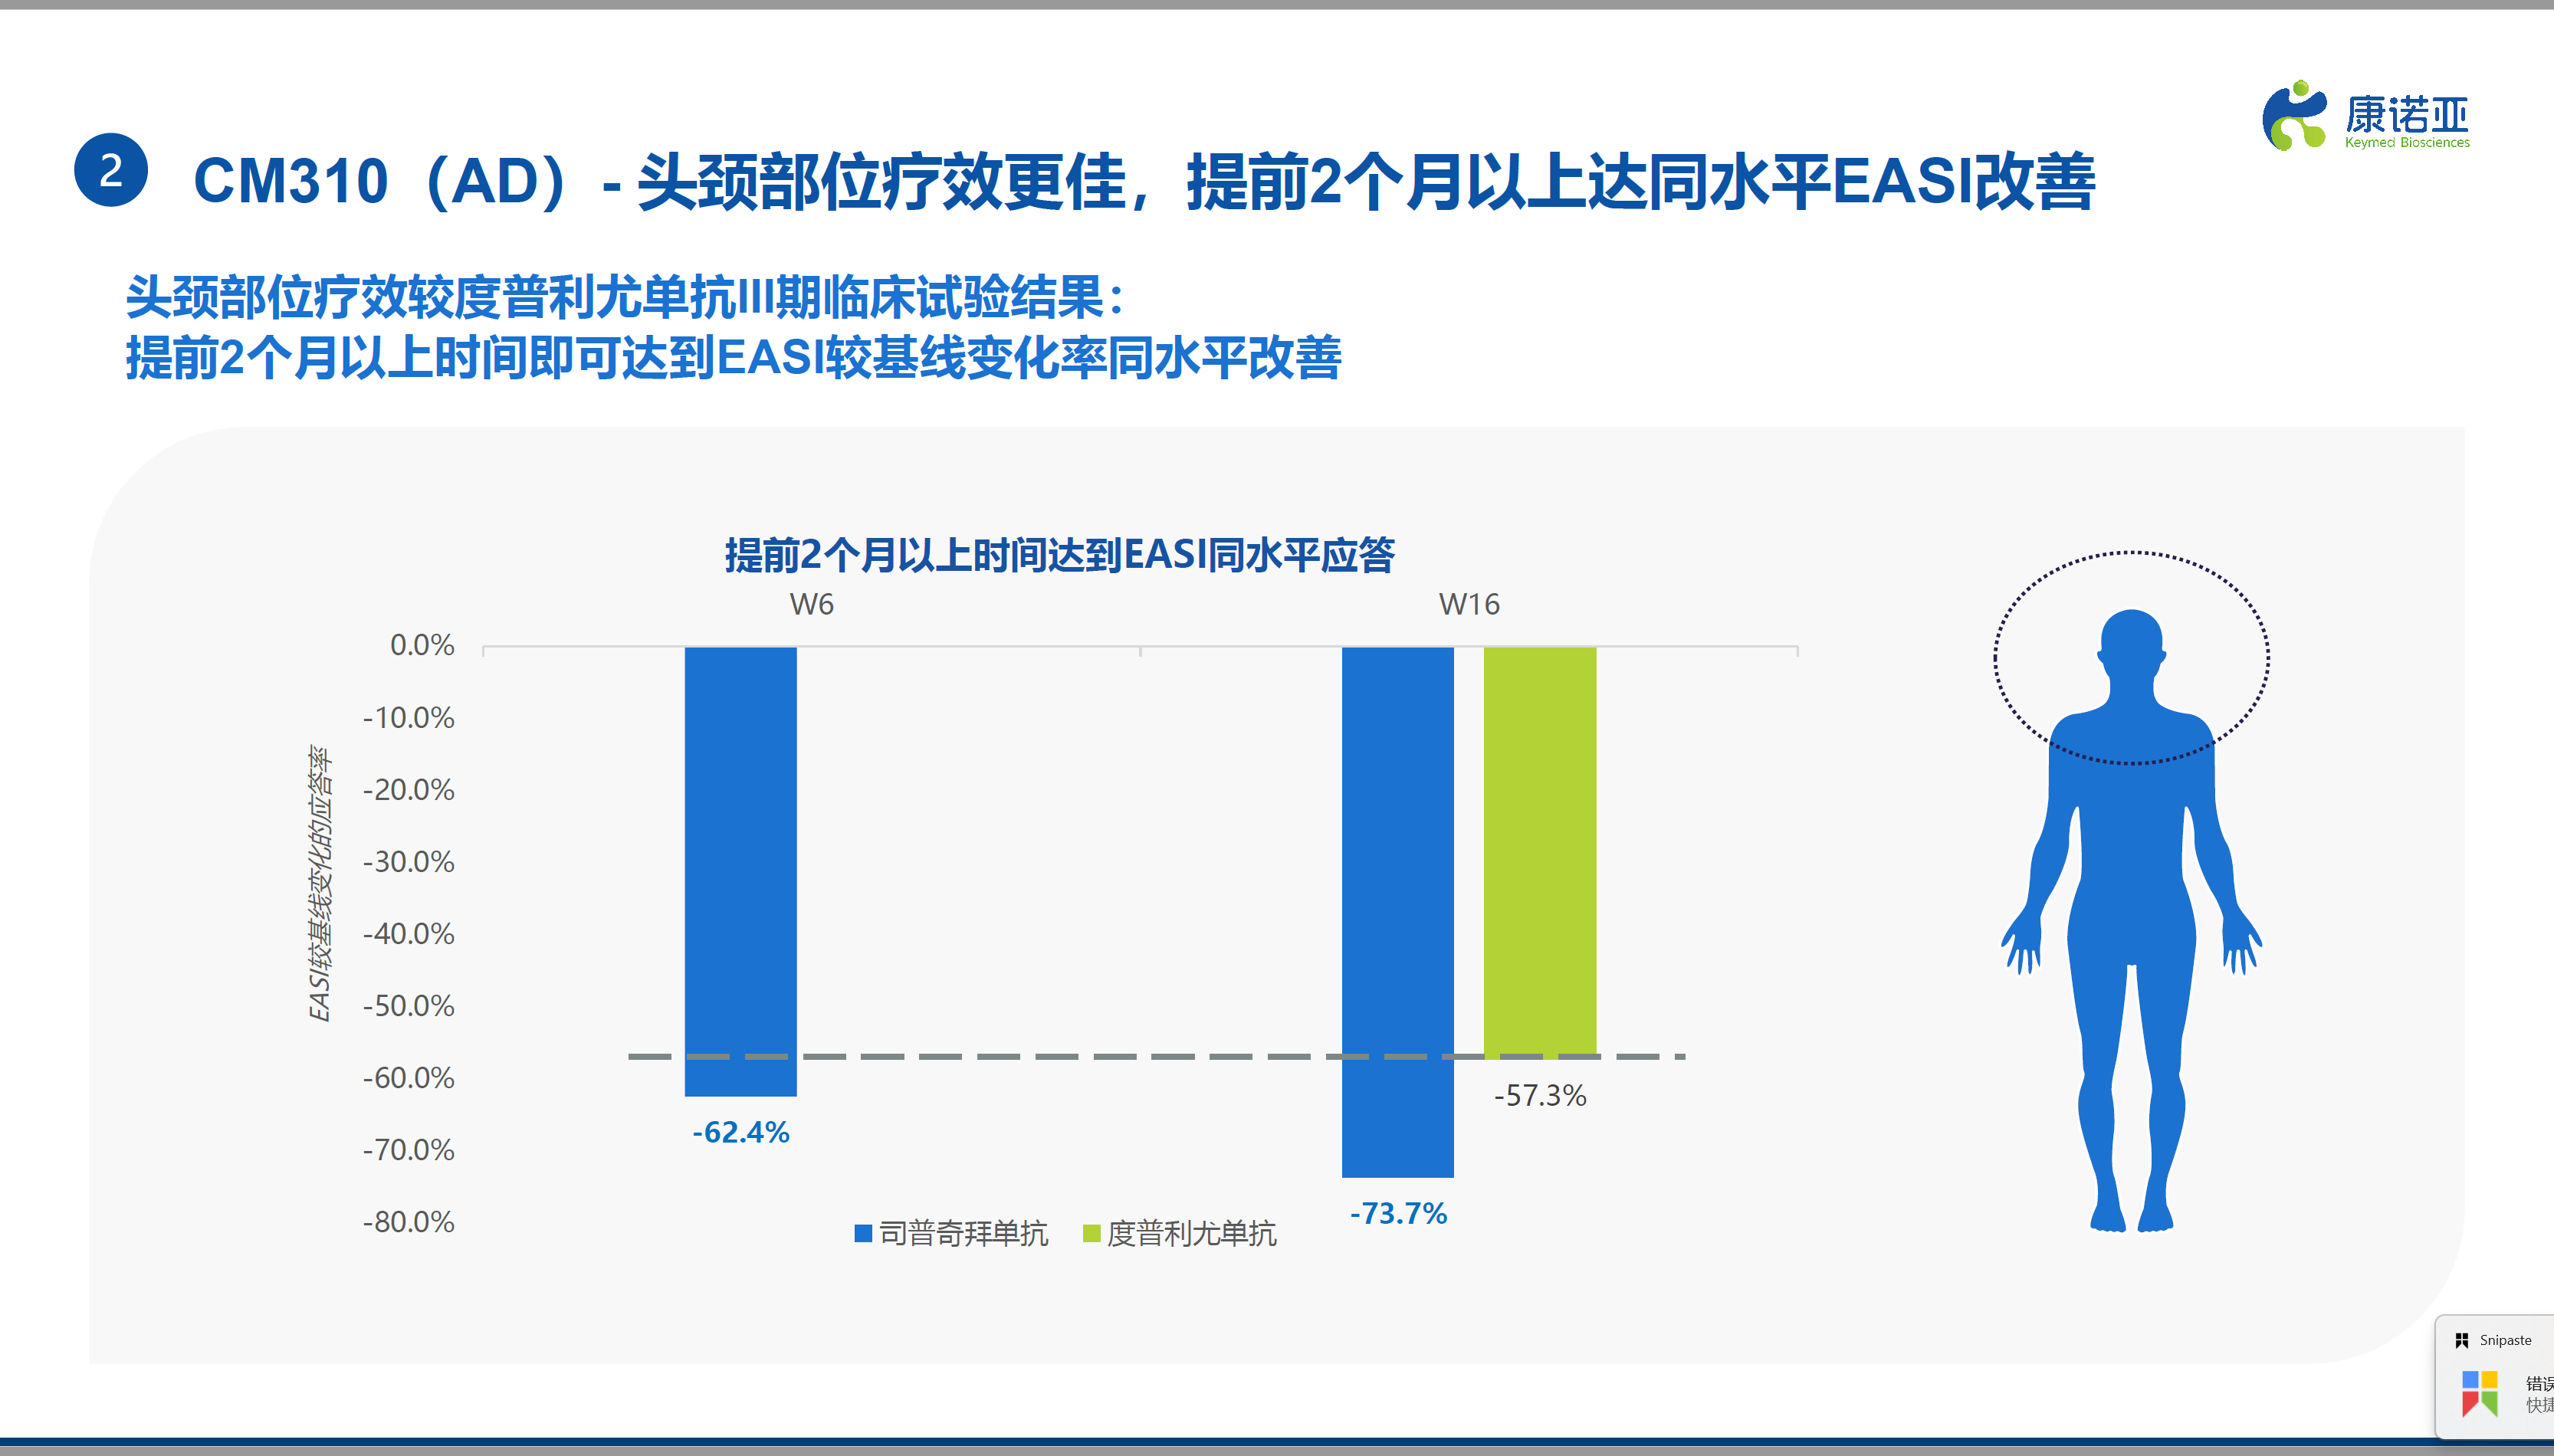 康诺亚
Keymed Biosciences
2
CM310（AD）- 头颈部位疗效更佳，提前2个月以上达同水平EASI改善
头颈部位疗效较度普利尤单抗III期临床试验结果：
提前2个月以上时间即可达到EASI较基线变化率同水平改善
提前2个月以上时间达到EASI同水平应答
W6
W16
EASI较基线变化的应答率
0.0%
-10.0%
-20.0%
-30.0%
-40.0%
-50.0%
-60.0%
-70.0%
-80.0%
-62.4%
-73.7%
-57.3%
司普奇拜单抗
度普利尤单抗
Snipaste
错误
快捷